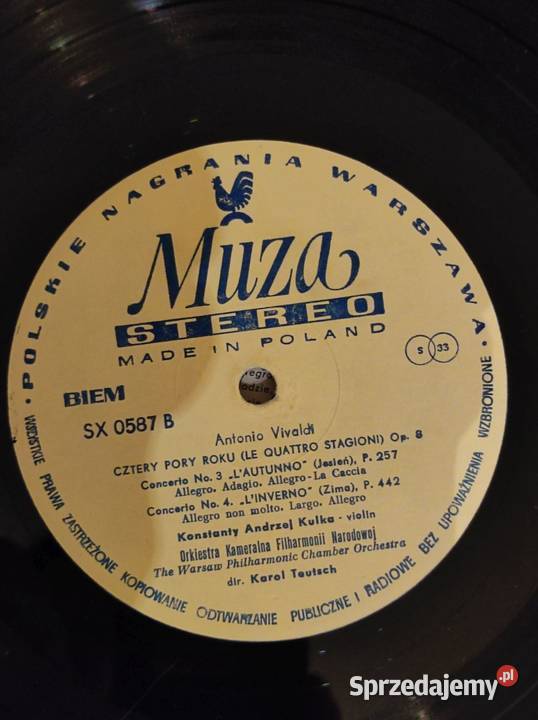 POLSKIE NAGRANIA WARSZAWA
Muza
STEREO
MADE IN POLAND
S 33
BIEM
SX 0587 B
Antonio Vivaldi
CZTERY PORY ROKU (LE QUATTRO STAGIONI) Op. 8
Concerto No. 3 „L'AUTUNNO" (Jesień), P. 257
Allegro. Adagio. Allegro-La Caccia
Concerto No. 4. „L'INVERNO" (Zima), P. 442
Allegro non molto. Largo. Allegro
Konstanty Andrzej Kulka - violin
Orkiestra Kameralna Filharmonii Narodowej
The Warsaw Philharmonic Chamber Orchestra
dir. Karol Teutsch
WSZYSTKIE PRAWA ZASTRZEŻONE KOPIOWANIE ODTWARZANIE PUBLICZNE I RADIOWE BEZ UPOWAŻNIENIA WZBRONIONE
Sprzedajemy.pl